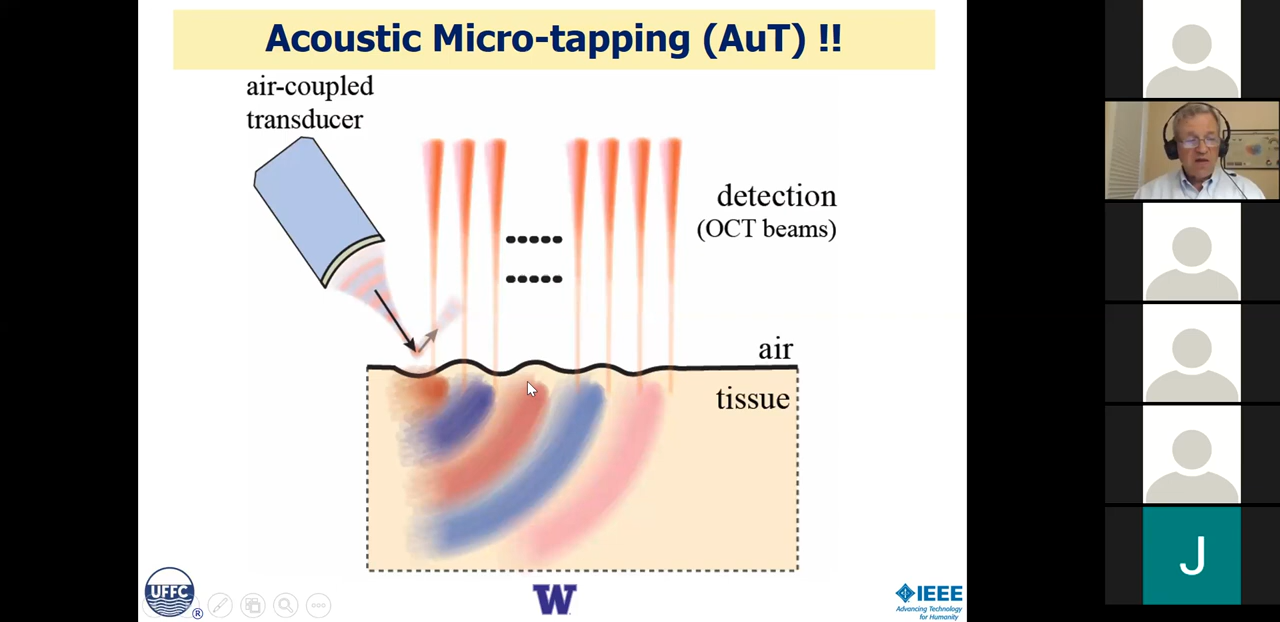 Acoustic Micro-tapping (AuT) !!
air-coupled
transducer
detection
(OCT beams)
air
tissue
UFFC
®
W
IEEE
Advancing Technology
for Humanity
J